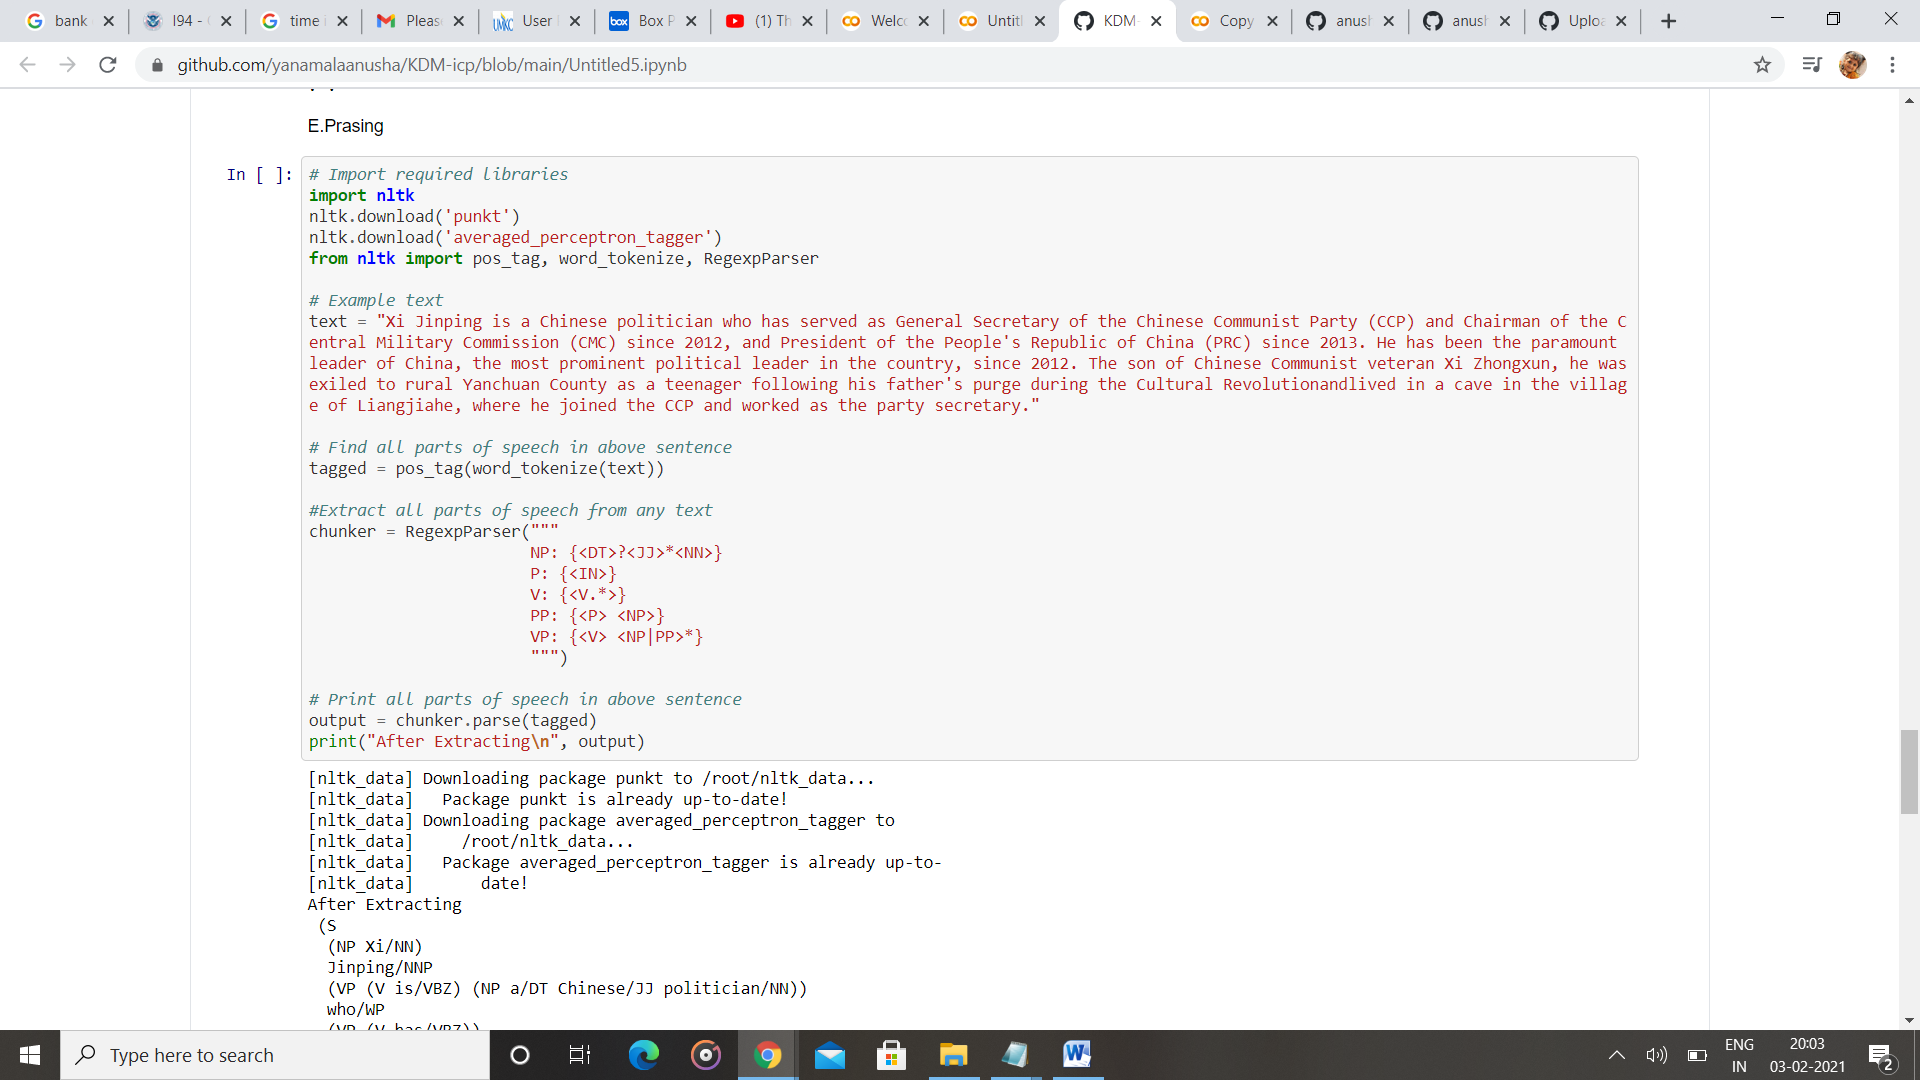 bank
I94 -
time i
Pleas
UMKC User
box Box P
(1) Th
Welc
Untitl
KDM-
Copy
anush
anush
Uploa
github.com/yanamalaanusha/KDM-icp/blob/main/Untitled5.ipynb
E.Prasing
In [ ]:
# Import required libraries
import nltk
nltk.download('punkt')
nltk.download('averaged_perceptron_tagger')
from nltk import pos_tag, word_tokenize, RegexpParser
# Example text
text = "Xi Jinping is a Chinese politician who has served as General Secretary of the Chinese Communist Party (CCP) and Chairman of the C
entral Military Commission (CMC) since 2012, and President of the People's Republic of China (PRC) since 2013. He has been the paramount
leader of China, the most prominent political leader in the country, since 2012. The son of Chinese Communist veteran Xi Zhongxun, he was
exiled to rural Yanchuan County as a teenager following his father's purge during the Cultural Revolutionandlived in a cave in the villag
e of Liangjiahe, where he joined the CCP and worked as the party secretary."
# Find all parts of speech in above sentence
tagged = pos_tag(word_tokenize(text))
#Extract all parts of speech from any text
chunker = RegexpParser("""
NP: {<DT>?<JJ>*<NN>}
P: {<IN>}
V: {<V.*>}
PP: {<P> <NP>}
VP: {<V> <NP|PP>*}
""")
# Print all parts of speech in above sentence
output = chunker.parse(tagged)
print("After Extracting\n", output)
[nltk_data] Downloading package punkt to /root/nltk_data...
[nltk_data]   Package punkt is already up-to-date!
[nltk_data] Downloading package averaged_perceptron_tagger to
[nltk_data]     /root/nltk_data...
[nltk_data]   Package averaged_perceptron_tagger is already up-to-
[nltk_data]       date!
After Extracting
(S
(NP Xi/NN)
Jinping/NNP
(VP (V is/VBZ) (NP a/DT Chinese/JJ politician/NN))
who/WP
(VP (V has/VBZ))
Type here to search
ENG
IN
20:03
03-02-2021
2